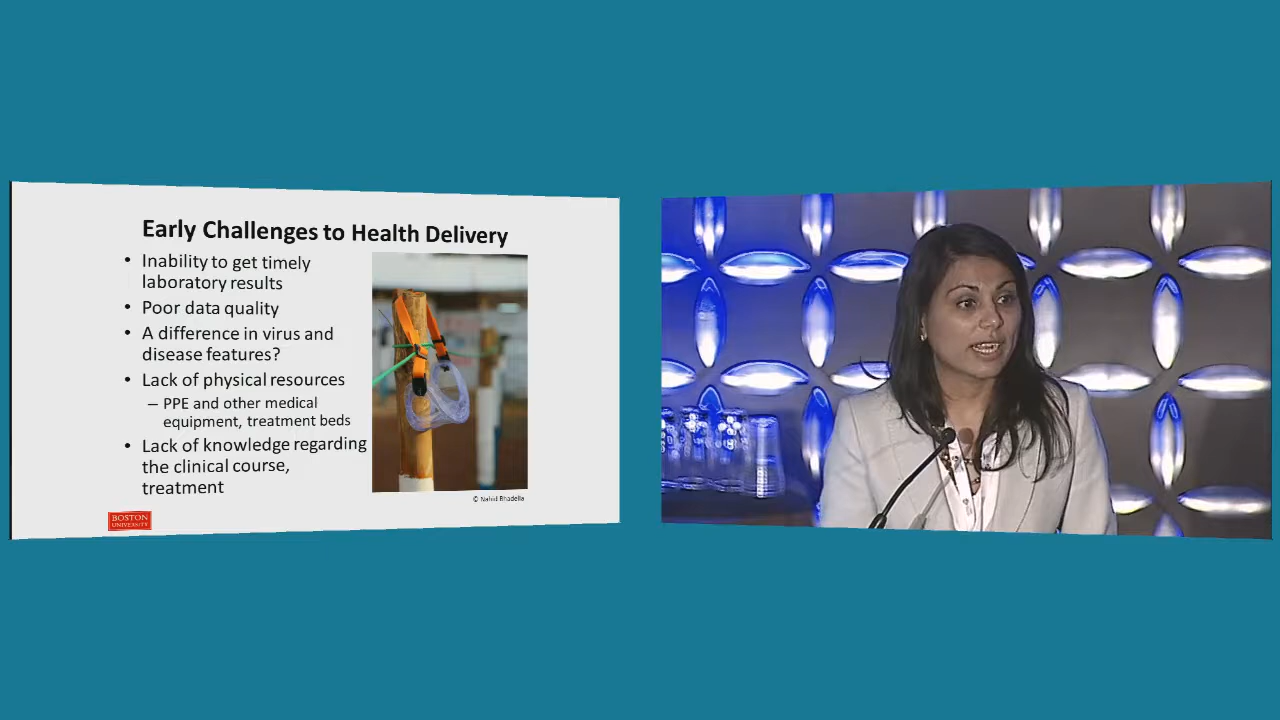 Early Challenges to Health Delivery
• Inability to get timely
laboratory results
• Poor data quality
• A difference in virus and
disease features?
• Lack of physical resources
– PPE and other medical
equipment, treatment beds
• Lack of knowledge regarding
the clinical course,
treatment
© Nahid Bhadelia
BOSTON
UNIVERSITY